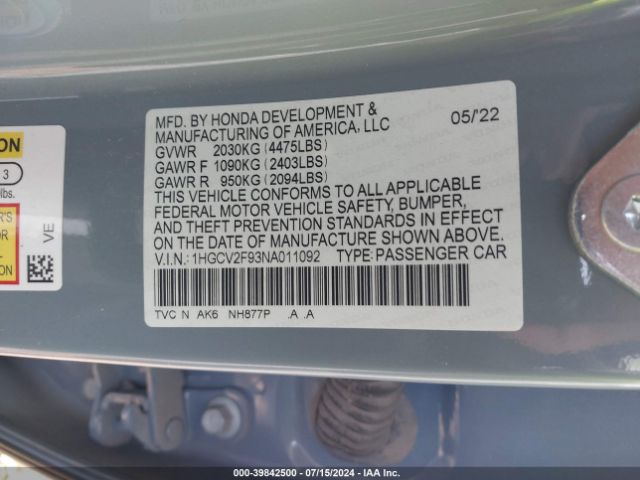 MFD. BY HONDA DEVELOPMENT &
MANUFACTURING OF AMERICA, LLC 05/22
GVWR 2030KG (4475LBS)
GAWR F 1090KG (2403LBS)
GAWR R 950KG (2094LBS)
THIS VEHICLE CONFORMS TO ALL APPLICABLE
FEDERAL MOTOR VEHICLE SAFETY, BUMPER,
AND THEFT PREVENTION STANDARDS IN EFFECT
ON THE DATE OF MANUFACTURE SHOWN ABOVE.
V.I.N.: 1HGCV2F93NA011092 TYPE: PASSENGER CAR
TVC N AK6 NH877P .A .A
ON
3
lbs.
R'S
VE
000-39842500 - 07/15/2024 - IAA Inc.